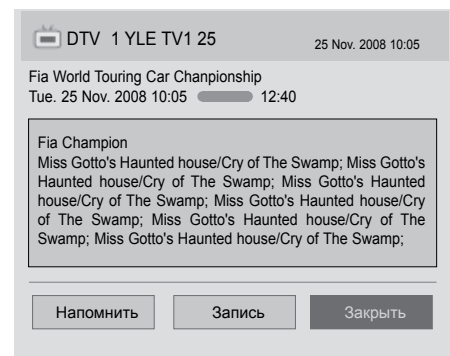 DTV 1 YLE TV1 25 25 Nov. 2008 10:05
Fia World Touring Car Chanpionship
Tue. 25 Nov. 2008 10:05 12:40
Fia Champion
Miss Gotto's Haunted house/Cry of The Swamp; Miss Gotto's
Haunted house/Cry of The Swamp; Miss Gotto's Haunted
house/Cry of The Swamp; Miss Gotto's Haunted house/Cry
of The Swamp; Miss Gotto's Haunted house/Cry of The
Swamp; Miss Gotto's Haunted house/Cry of The Swamp;
Напомнить Запись Закрыть